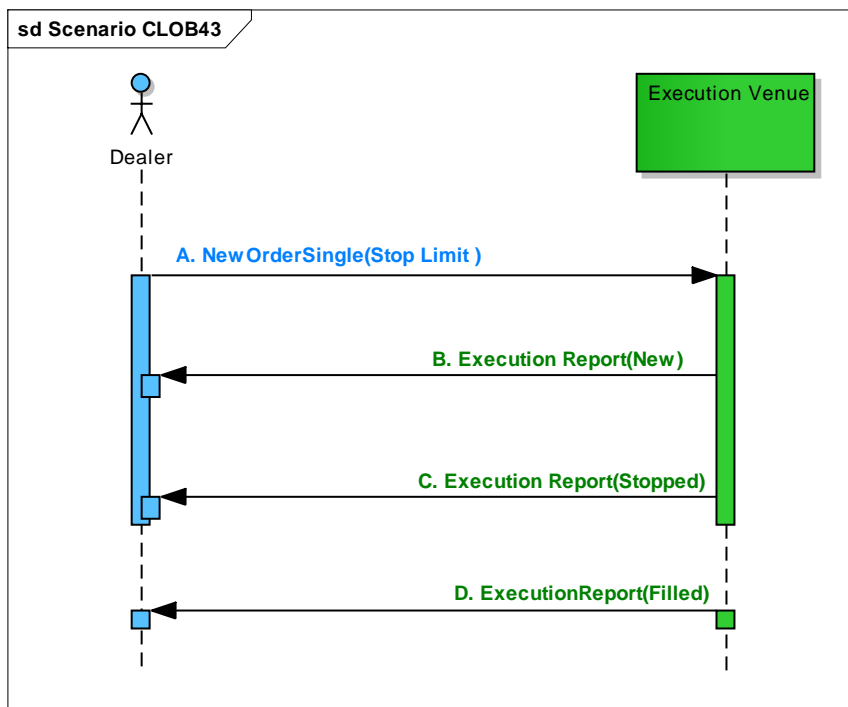 sd Scenario CLOB43
Execution Venue
Dealer
A. NewOrderSingle(Stop Limit )
B. Execution Report(New)
C. Execution Report(Stopped)
D. ExecutionReport(Filled)